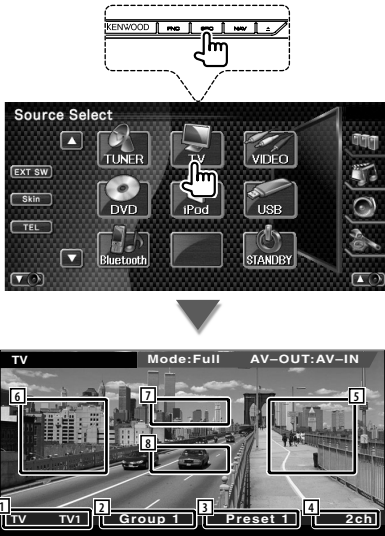 KENWOOD FNC SRC NAV
Source Select
TUNER TV VIDEO
EXT SW
Skin
DVD iPod USB
TEL
Bluetooth STANDBY
TV Mode:Full AV-OUT:AV-IN
6 7 5
8
1 2 3 4
TV TV1 Group 1 Preset 1 2ch